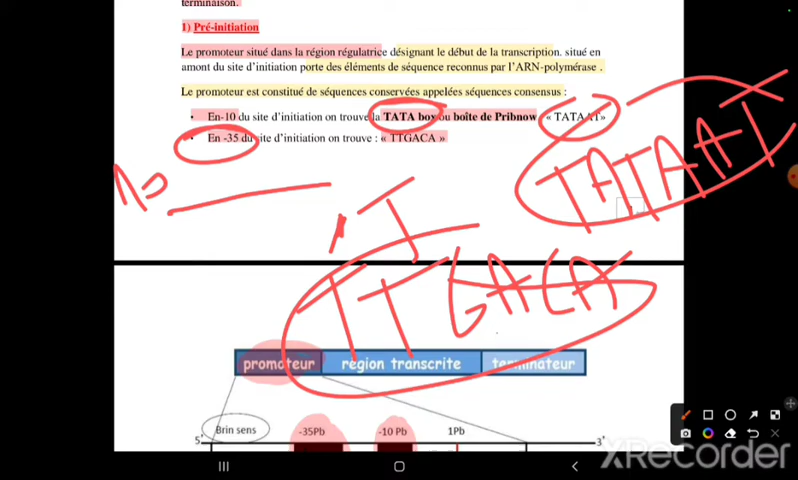 terminaison.
1) Pré-initiation
Le promoteur situé dans la région régulatrice désignant le début de la transcription. situé en
amont du site d'initiation porte des éléments de séquence reconnus par l'ARN-polymérase .
Le promoteur est constitué de séquences conservées appelées séquences consensus :
• En-10 du site d'initiation on trouve la TATA box ou boîte de Pribnow « TATAAT»
• En -35 du site d'initiation on trouve : « TTGACA »
TATAAT
T
TTGACA
promoteur région transcrite terminateur
Brin sens -35Pb -10 Pb 1Pb
5' 3'
XRecorder